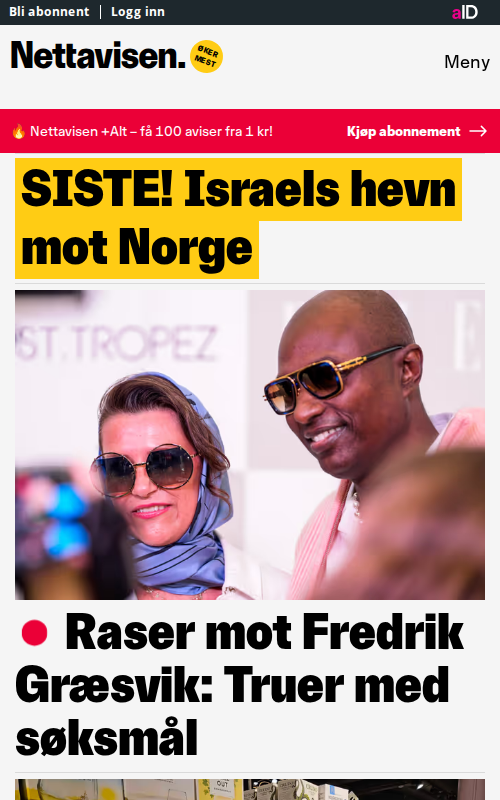 Bli abonnent | Logg inn
aID
Nettavisen.
ØKER
MEST
Meny
🔥 Nettavisen +Alt – få 100 aviser fra 1 kr!
Kjøp abonnement →
SISTE! Israels hevn
mot Norge
ST.TROPEZ
E
Raser mot Fredrik
Græsvik: Truer med
søksmål
OUT